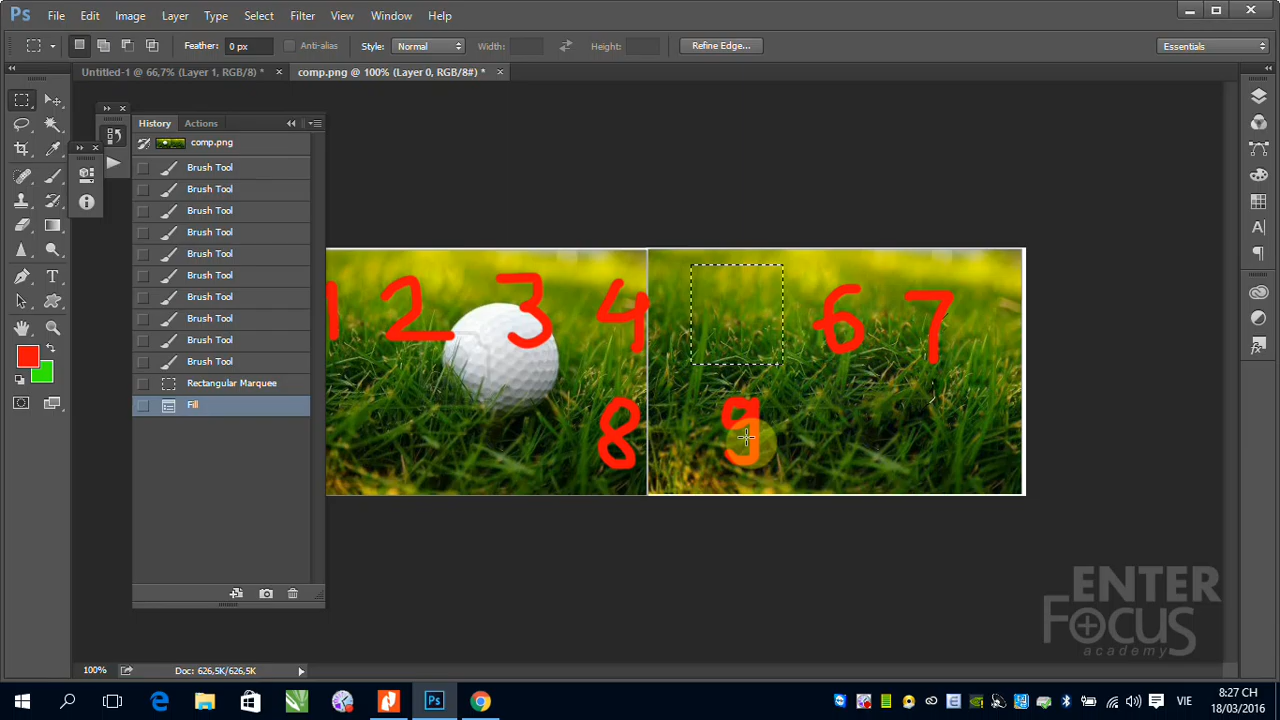 Ps File Edit Image Layer Type Select Filter View Window Help
Feather: 0 px Anti-alias Style: Normal Width: Height: Refine Edge... Essentials
Untitled-1 @ 66,7% (Layer 1, RGB/8) * × comp.png @ 100% (Layer 0, RGB/8#) * ×
History Actions
comp.png
Brush Tool
Brush Tool
Brush Tool
Brush Tool
Brush Tool
Brush Tool
Brush Tool
Brush Tool
Brush Tool
Brush Tool
Rectangular Marquee
Fill
1 2 3 4 6 7
8 9
ENTER
FOCUS
academy
100% Doc: 626,5K/626,5K
VIE
8:27 CH
18/03/2016